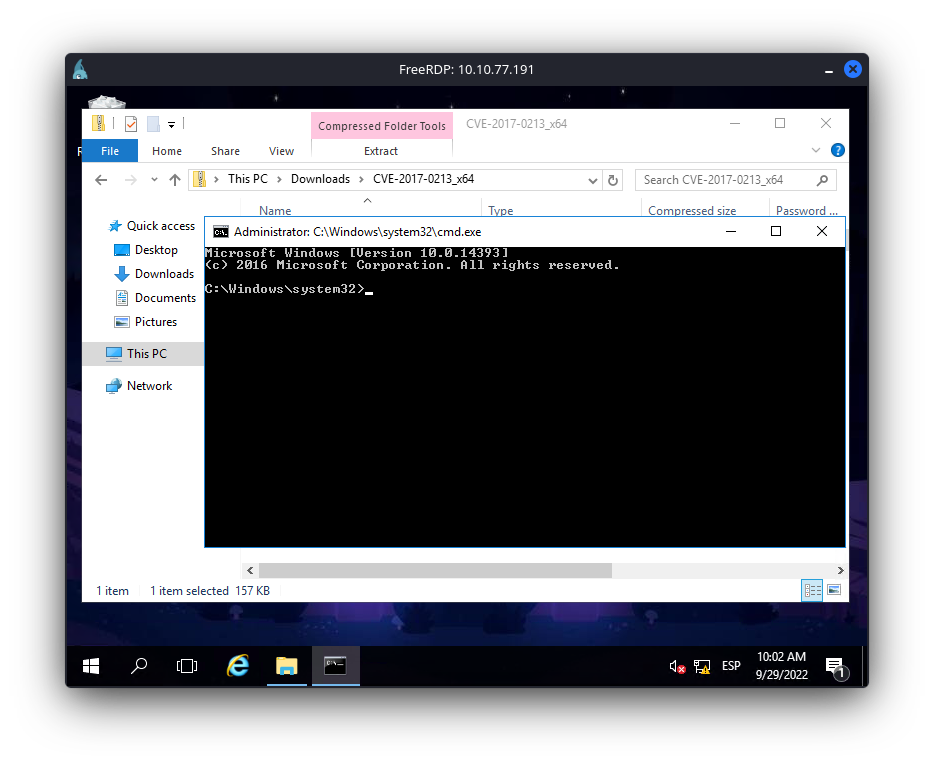 FreeRDP: 10.10.77.191
Compressed Folder Tools
CVE-2017-0213_x64
File
Home
Share
View
Extract
This PC
Downloads
CVE-2017-0213_x64
Search CVE-2017-0213_x64
Name
Type
Compressed size
Password ...
Quick access
Desktop
Downloads
Documents
Pictures
This PC
Network
Administrator: C:\Windows\system32\cmd.exe
Microsoft Windows [Version 10.0.14393]
(c) 2016 Microsoft Corporation. All rights reserved.
C:\Windows\system32>
1 item
1 item selected 157 KB
ESP
10:02 AM
9/29/2022
1